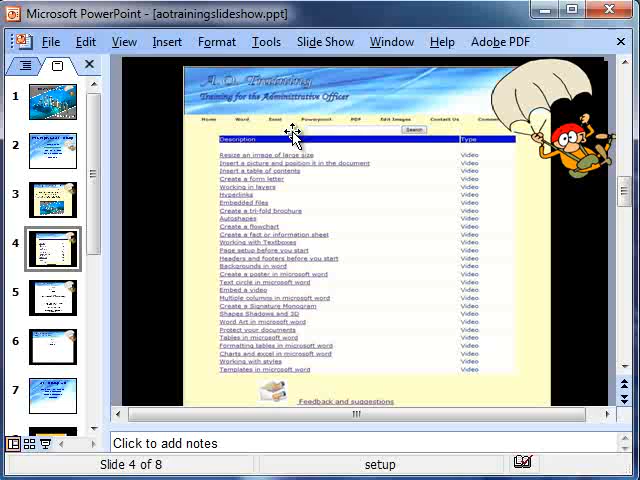 Microsoft PowerPoint - [aotrainingslideshow.ppt]
File Edit View Insert Format Tools Slide Show Window Help Adobe PDF
A.O. Training
Training for the Administrative Officer
Home Word Excel Powerpoint PDF Edit Images Contact Us
Search
Description Type
Resize an image of large size Video
Insert a picture and position it in the document Video
Insert a table of contents Video
Create a form letter Video
Working in layers Video
Hyperlinks Video
Embedded files Video
Create a tri-fold brochure Video
Autoshapes Video
Create a flowchart Video
Create a fact or information sheet Video
Working with Textboxes Video
Page setup before you start Video
Headers and footers before you start Video
Backgrounds in word Video
Create a poster in microsoft word Video
Text circle in microsoft word Video
Embed a video Video
Multiple columns in microsoft word Video
Create a Signature Monogram Video
Shapes Shadows and 3D Video
Word Art in microsoft word Video
Protect your documents Video
Tables in microsoft word Video
Formatting tables in microsoft word Video
Charts and excel in microsoft word Video
Working with styles Video
Templates in microsoft word Video
Feedback and suggestions
1
2
3
4
5
6
7
Click to add notes
Slide 4 of 8 setup